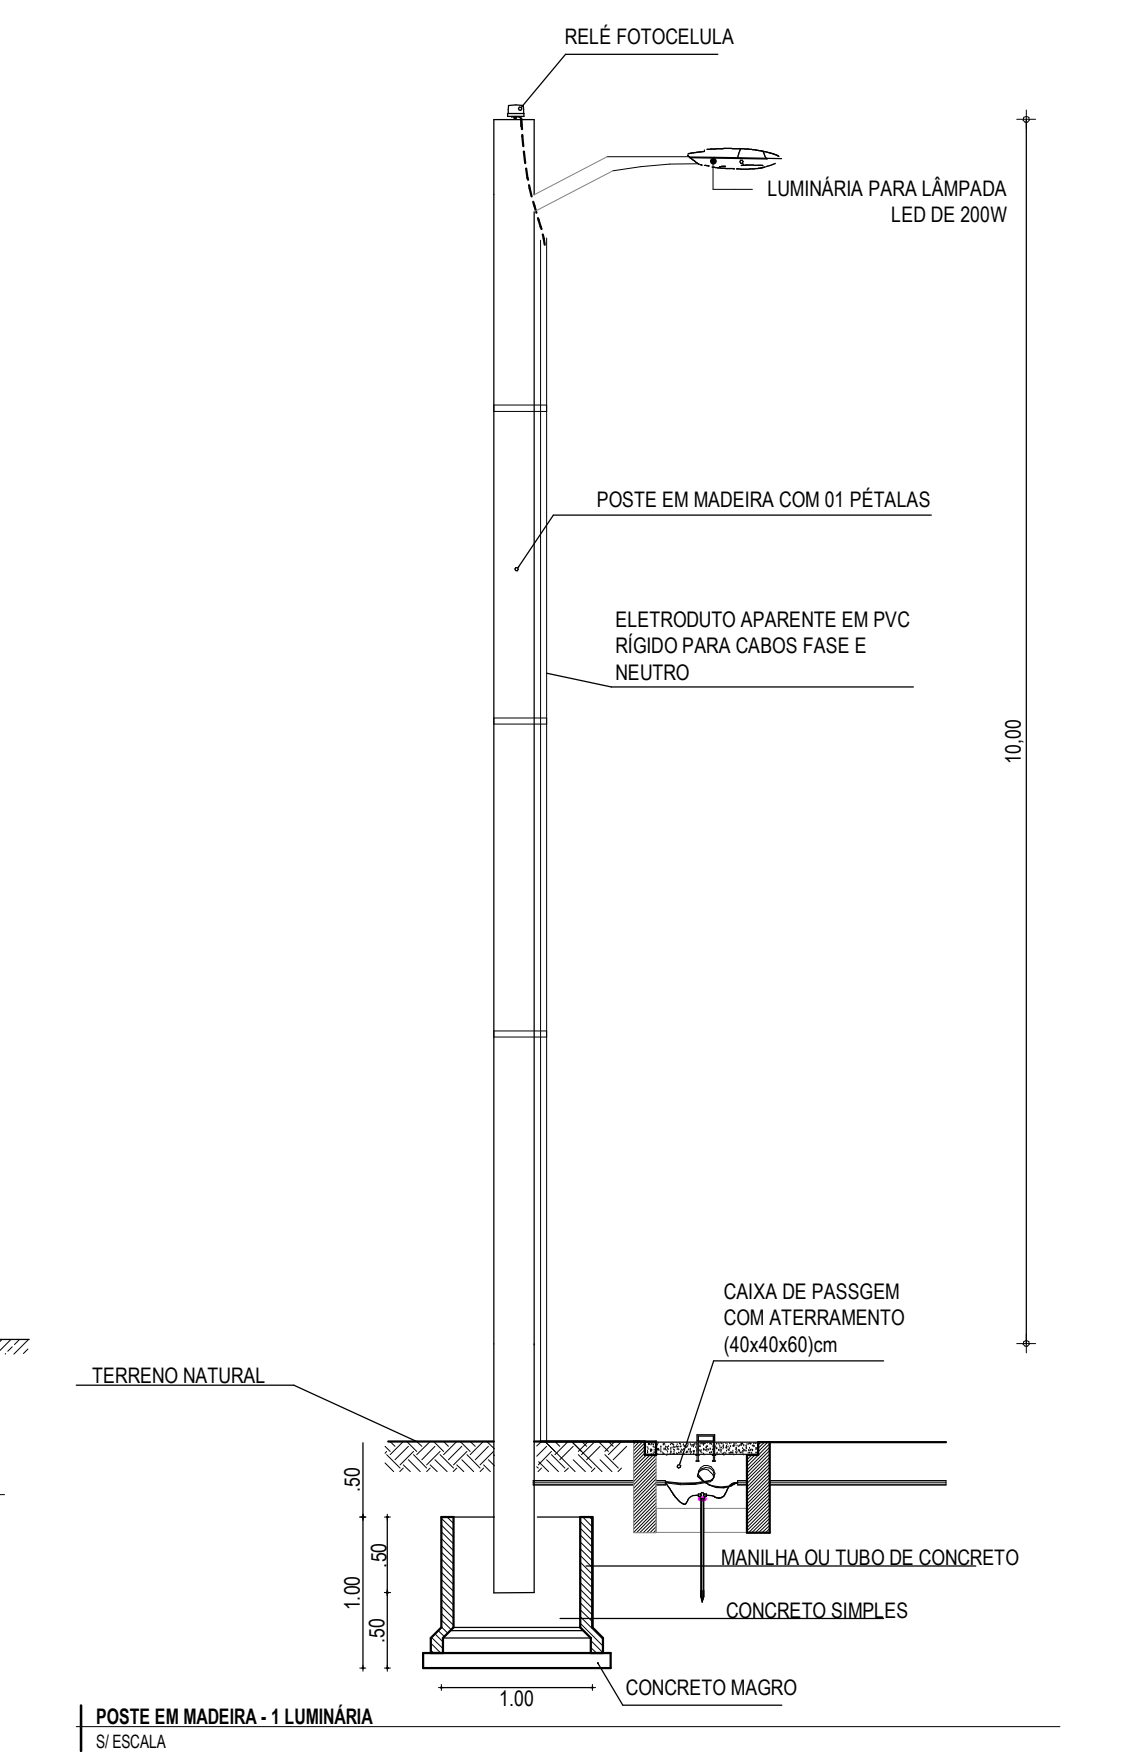 RELÉ FOTOCELULA
LUMINÁRIA PARA LÂMPADA
LED DE 200W
POSTE EM MADEIRA COM 01 PÉTALAS
ELETRODUTO APARENTE EM PVC
RÍGIDO PARA CABOS FASE E
NEUTRO
10,00
CAIXA DE PASSGEM
COM ATERRAMENTO
(40x40x60)cm
TERRENO NATURAL
.50
.50
1.00
.50
MANILHA OU TUBO DE CONCRETO
CONCRETO SIMPLES
CONCRETO MAGRO
1.00
POSTE EM MADEIRA - 1 LUMINÁRIA
S/ ESCALA